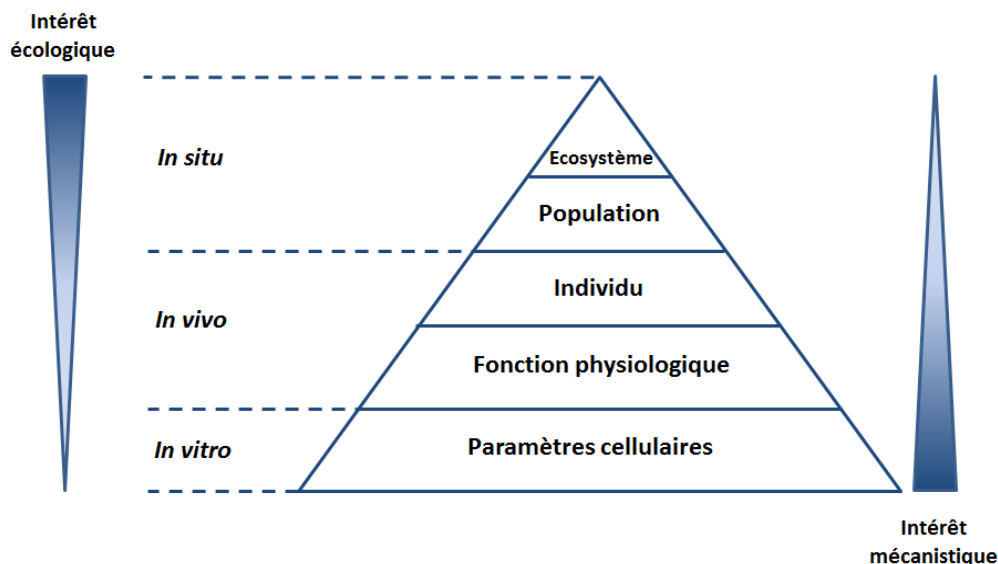 Intérêt
écologique
In situ
Ecosystème
Population
Individu
In vivo
Fonction physiologique
In vitro
Paramètres cellulaires
Intérêt
mécanistique